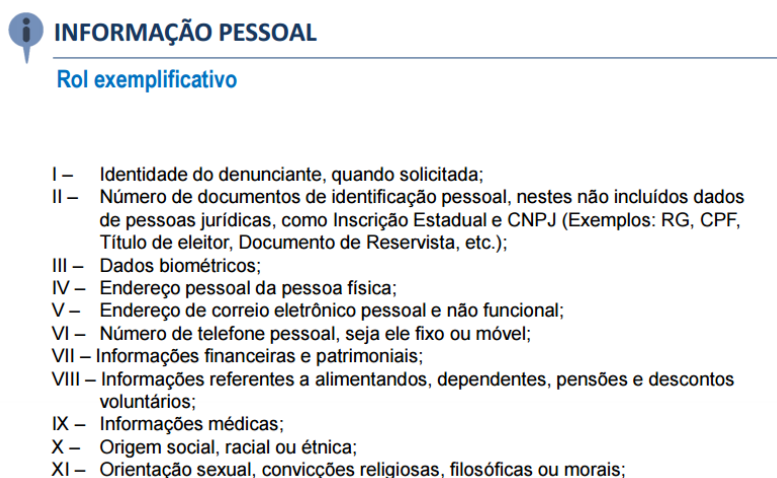 INFORMAÇÃO PESSOAL
Rol exemplificativo
I – Identidade do denunciante, quando solicitada;
II – Número de documentos de identificação pessoal, nestes não incluídos dados
de pessoas jurídicas, como Inscrição Estadual e CNPJ (Exemplos: RG, CPF,
Título de eleitor, Documento de Reservista, etc.);
III – Dados biométricos;
IV – Endereço pessoal da pessoa física;
V – Endereço de correio eletrônico pessoal e não funcional;
VI – Número de telefone pessoal, seja ele fixo ou móvel;
VII – Informações financeiras e patrimoniais;
VIII – Informações referentes a alimentandos, dependentes, pensões e descontos
voluntários;
IX – Informações médicas;
X – Origem social, racial ou étnica;
XI – Orientação sexual, convicções religiosas, filosóficas ou morais;